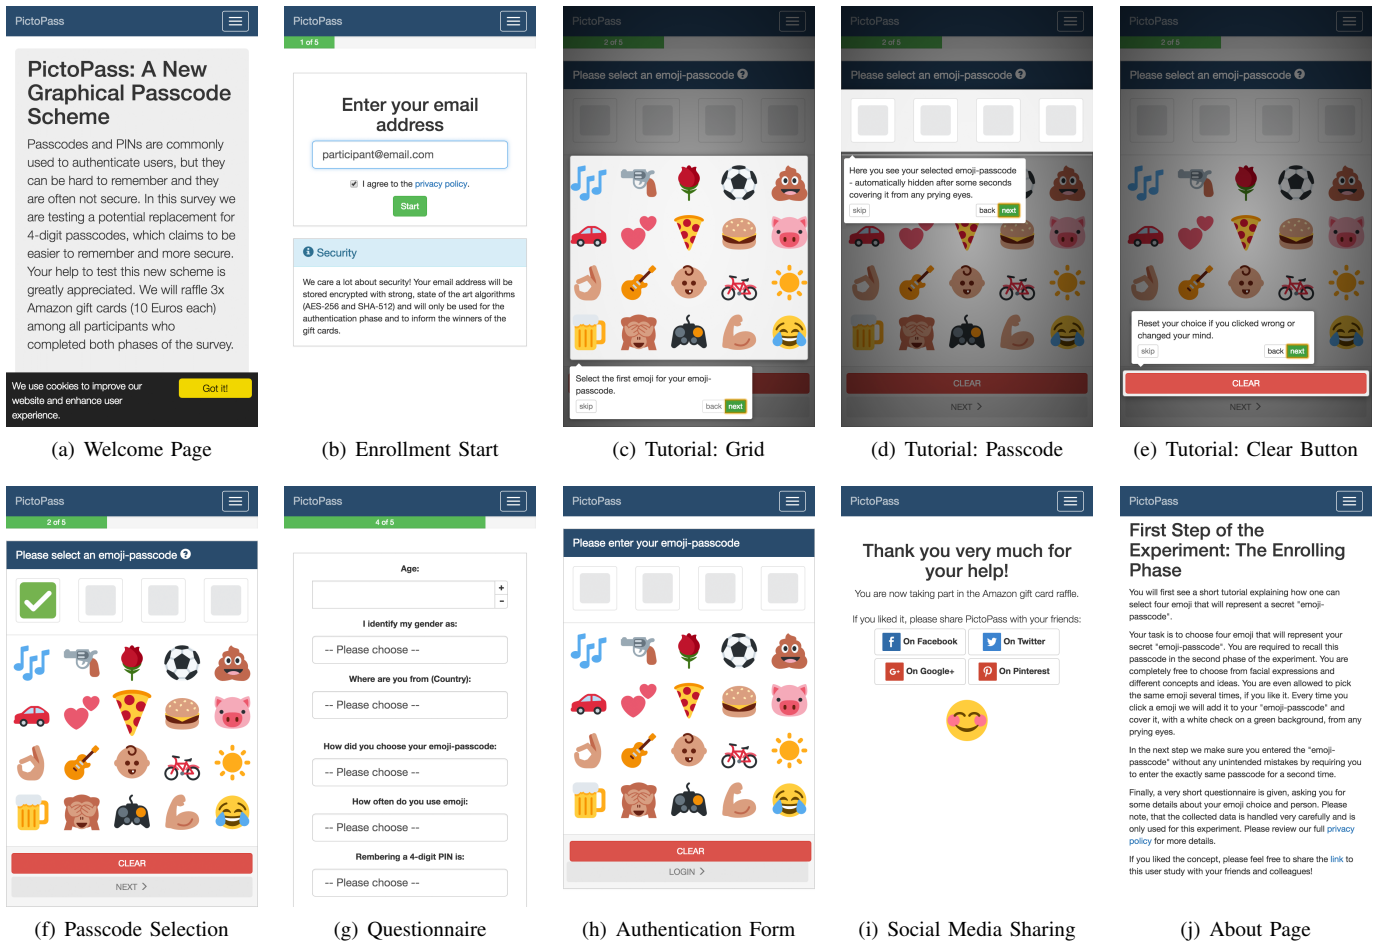 PictoPass
PictoPass: A New
Graphical Passcode
Scheme
Passcodes and PINs are commonly
used to authenticate users, but they
can be hard to remember and they
are often not secure. In this survey we
are testing a potential replacement for
4-digit passcodes, which claims to be
easier to remember and more secure.
Your help to test this new scheme is
greatly appreciated. We will raffle 3x
Amazon gift cards (10 Euros each)
among all participants who
completed both phases of the survey.
We use cookies to improve our
website and enhance user
experience.
Got it!
(a) Welcome Page
PictoPass
1 of 5
Enter your email
address
participant@email.com
I agree to the privacy policy.
Start
Security
We care a lot about security! Your email address will be
stored encrypted with strong, state of the art algorithms
(AES-256 and SHA-512) and will only be used for the
authentication phase and to inform the winners of the
gift cards.
(b) Enrollment Start
PictoPass
2 of 5
Please select an emoji-passcode ?
Select the first emoji for your emoji-
passcode.
skip back next
NEXT >
(c) Tutorial: Grid
PictoPass
2 of 5
Please select an emoji-passcode ?
Here you see your selected emoji-passcode
- automatically hidden after some seconds
covering it from any prying eyes.
skip back next
CLEAR
NEXT >
(d) Tutorial: Passcode
PictoPass
2 of 5
Please select an emoji-passcode ?
Reset your choice if you clicked wrong or
changed your mind.
skip back next
CLEAR
NEXT >
(e) Tutorial: Clear Button
PictoPass
2 of 5
Please select an emoji-passcode ?
CLEAR
NEXT >
(f) Passcode Selection
PictoPass
4 of 5
Age:
+
−
I identify my gender as:
-- Please choose --
Where are you from (Country):
-- Please choose --
How did you choose your emoji-passcode:
-- Please choose --
How often do you use emoji:
-- Please choose --
Rembering a 4-digit PIN is:
-- Please choose --
(g) Questionnaire
PictoPass
Please enter your emoji-passcode
CLEAR
LOGIN >
(h) Authentication Form
PictoPass
Thank you very much for
your help!
You are now taking part in the Amazon gift card raffle.
If you liked it, please share PictoPass with your friends:
On Facebook On Twitter
On Google+ On Pinterest
(i) Social Media Sharing
PictoPass
First Step of the
Experiment: The Enrolling
Phase
You will first see a short tutorial explaining how one can
select four emoji that will represent a secret "emoji-
passcode".
Your task is to choose four emoji that will represent your
secret "emoji-passcode". You are required to recall this
passcode in the second phase of the experiment. You are
completely free to choose from facial expressions and
different concepts and ideas. You are even allowed to pick
the same emoji several times, if you like it. Every time you
click a emoji we will add it to your "emoji-passcode" and
cover it, with a white check on a green background, from any
prying eyes.
In the next step we make sure you entered the "emoji-
passcode" without any unintended mistakes by requiring you
to enter the exactly same passcode for a second time.
Finally, a very short questionnaire is given, asking you for
some details about your emoji choice and person. Please
note, that the collected data is handled very carefully and is
only used for this experiment. Please review our full privacy
policy for more details.
If you liked the concept, please feel free to share the link to
this user study with your friends and colleagues!
(j) About Page